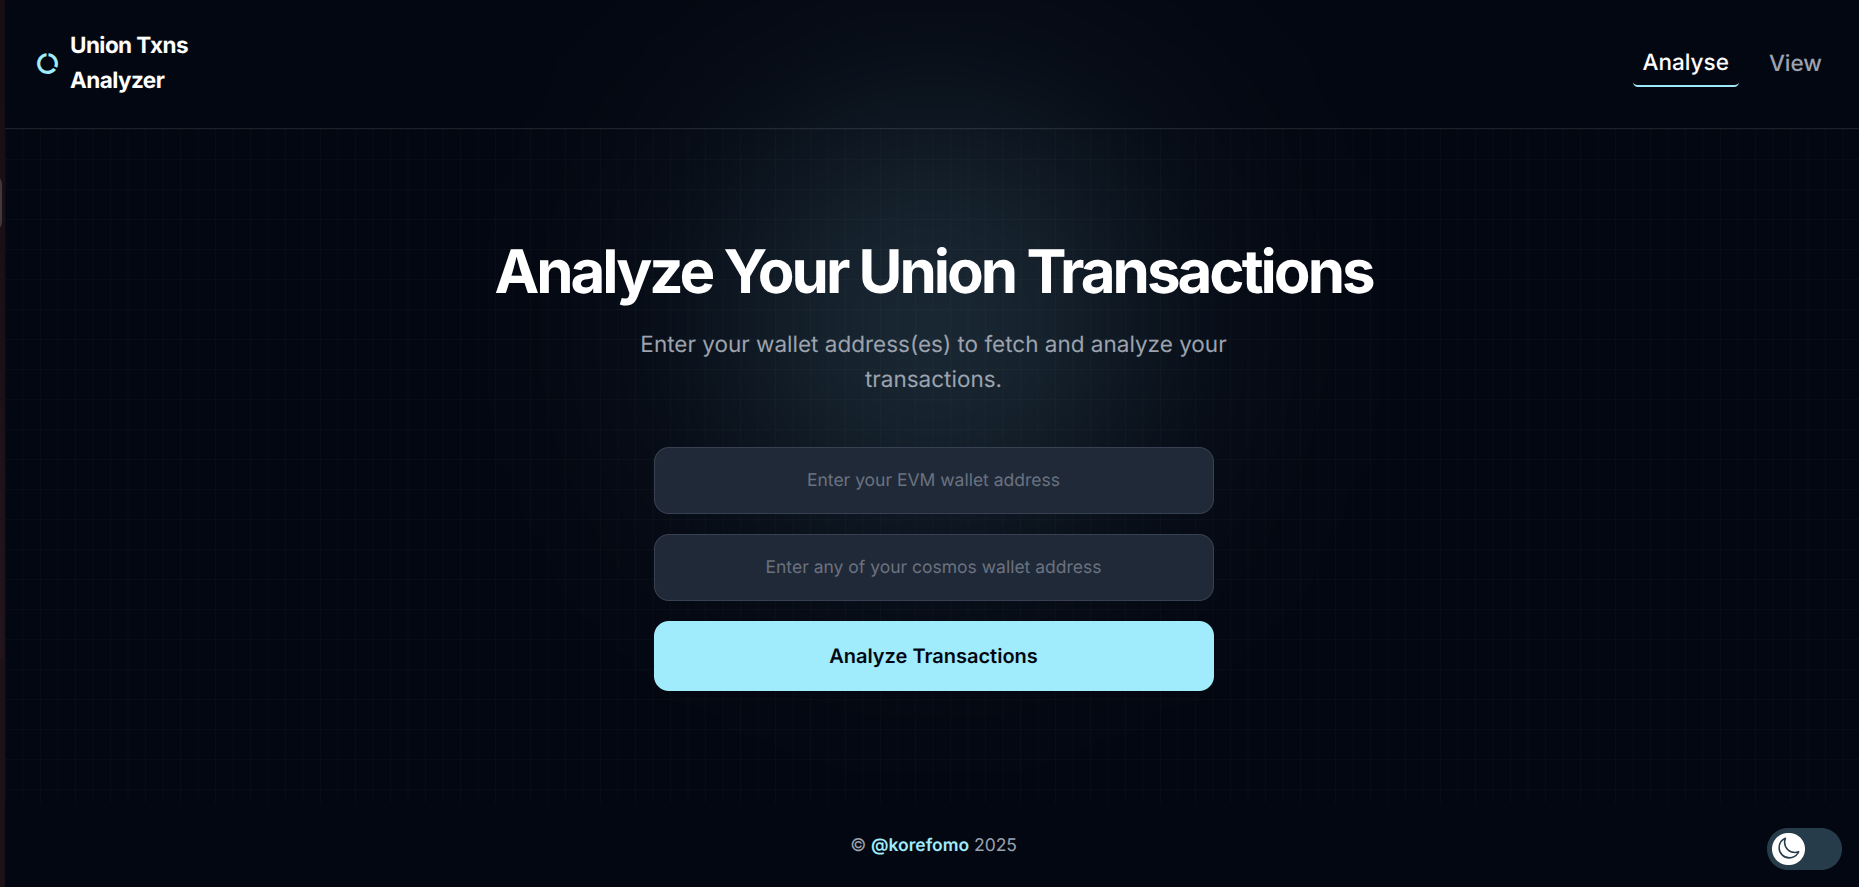 Union Txns
Analyzer
Analyse
View
Analyze Your Union Transactions
Enter your wallet address(es) to fetch and analyze your
transactions.
Enter your EVM wallet address
Enter any of your cosmos wallet address
Analyze Transactions
© @korefomo 2025